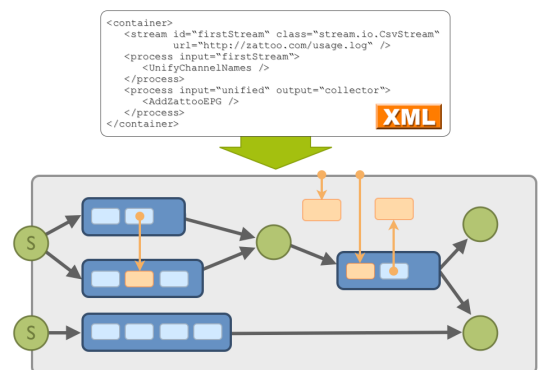 <container>
<stream id="firstStream" class="stream.io.CsvStream"
url="http://zattoo.com/usage.log" />
<process input="firstStream">
<UnifyChannelNames />
</process>
<process input="unified" output="collector">
<AddZattooEPG />
</process>
</container>
XML
S
S